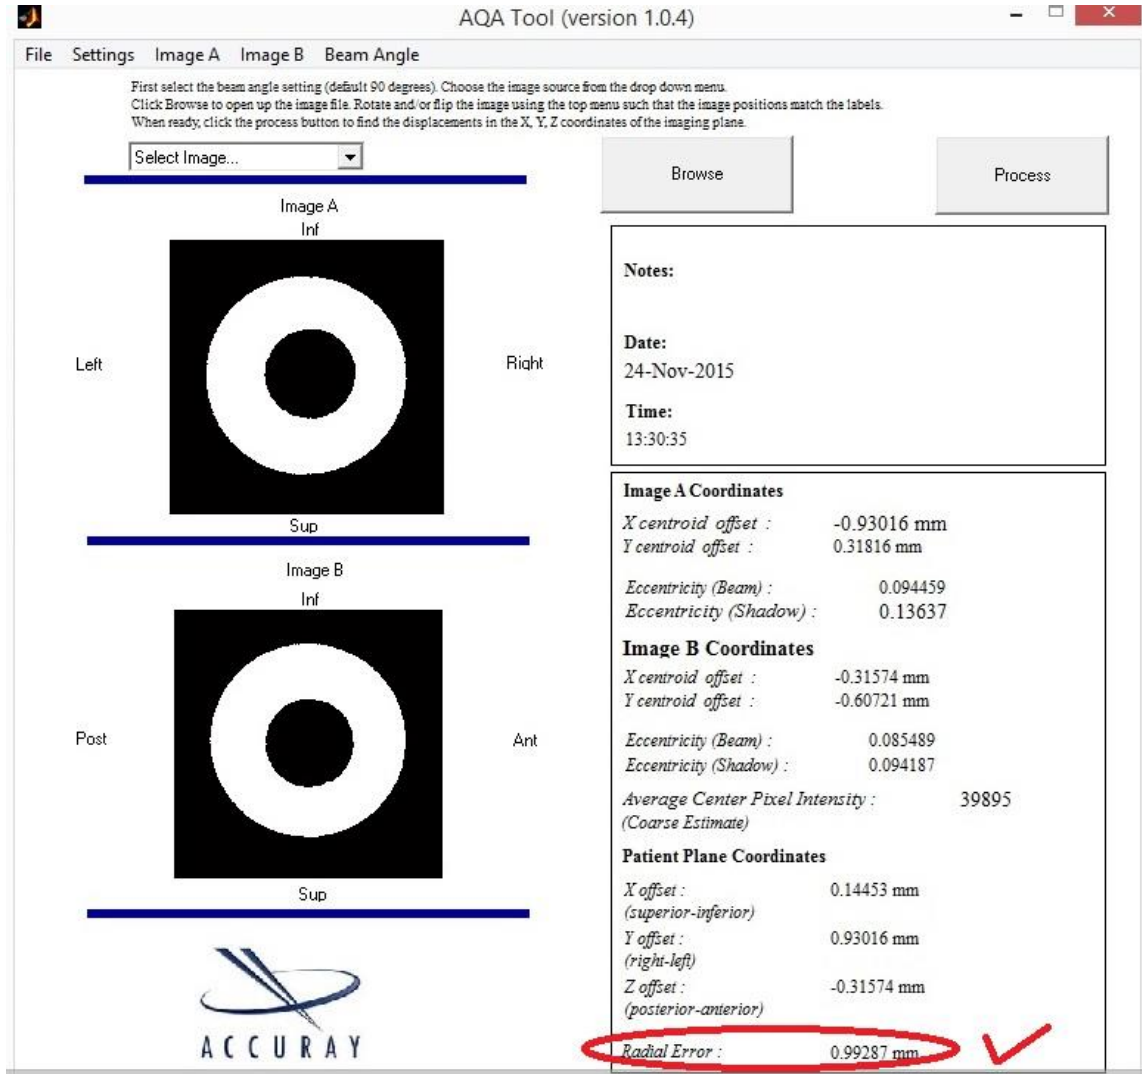 AQA Tool (version 1.0.4)
File Settings Image A Image B Beam Angle
First select the beam angle setting (default 90 degrees). Choose the image source from the drop down menu.
Click Browse to open up the image file. Rotate and/or flip the image using the top menu such that the image positions match the labels.
When ready, click the process button to find the displacements in the X, Y, Z coordinates of the imaging plane.
Select Image...
Browse
Process
Image A
Inf
Left
Right
Sup
Image B
Inf
Post
Ant
Sup
ACCURAY
Notes:
Date:
24-Nov-2015
Time:
13:30:35
Image A Coordinates
X centroid offset : -0.93016 mm
Y centroid offset : 0.31816 mm
Eccentricity (Beam) : 0.094459
Eccentricity (Shadow) : 0.13637
Image B Coordinates
X centroid offset : -0.31574 mm
Y centroid offset : -0.60721 mm
Eccentricity (Beam) : 0.085489
Eccentricity (Shadow) : 0.094187
Average Center Pixel Intensity : 39895
(Coarse Estimate)
Patient Plane Coordinates
X offset : 0.14453 mm
(superior-inferior)
Y offset : 0.93016 mm
(right-left)
Z offset : -0.31574 mm
(posterior-anterior)
Radial Error : 0.99287 mm